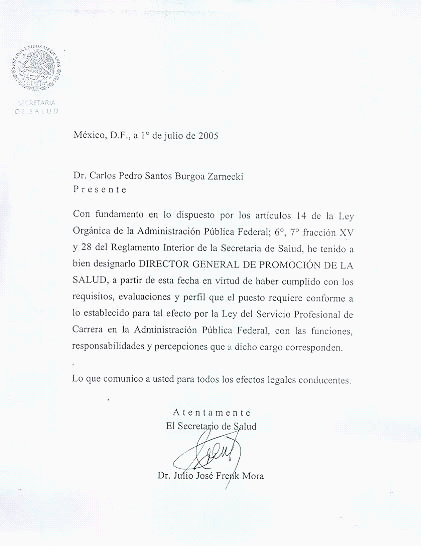 SECRETARIA
DE SALUD
México, D.F., a 1° de julio de 2005
Dr. Carlos Pedro Santos Burgoa Zarnecki
P r e s e n t e
Con fundamento en lo dispuesto por los artículos 14 de la Ley
Orgánica de la Administración Pública Federal; 6°, 7° fracción XV
y 28 del Reglamento Interior de la Secretaría de Salud, he tenido a
bien designarlo DIRECTOR GENERAL DE PROMOCIÓN DE LA
SALUD, a partir de esta fecha en virtud de haber cumplido con los
requisitos, evaluaciones y perfil que el puesto requiere conforme a
lo establecido para tal efecto por la Ley del Servicio Profesional de
Carrera en la Administración Pública Federal, con las funciones,
responsabilidades y percepciones que a dicho cargo corresponden.
Lo que comunico a usted para todos los efectos legales conducentes.
A t e n t a m e n t e
El Secretario de Salud
Dr. Julio José Frenk Mora